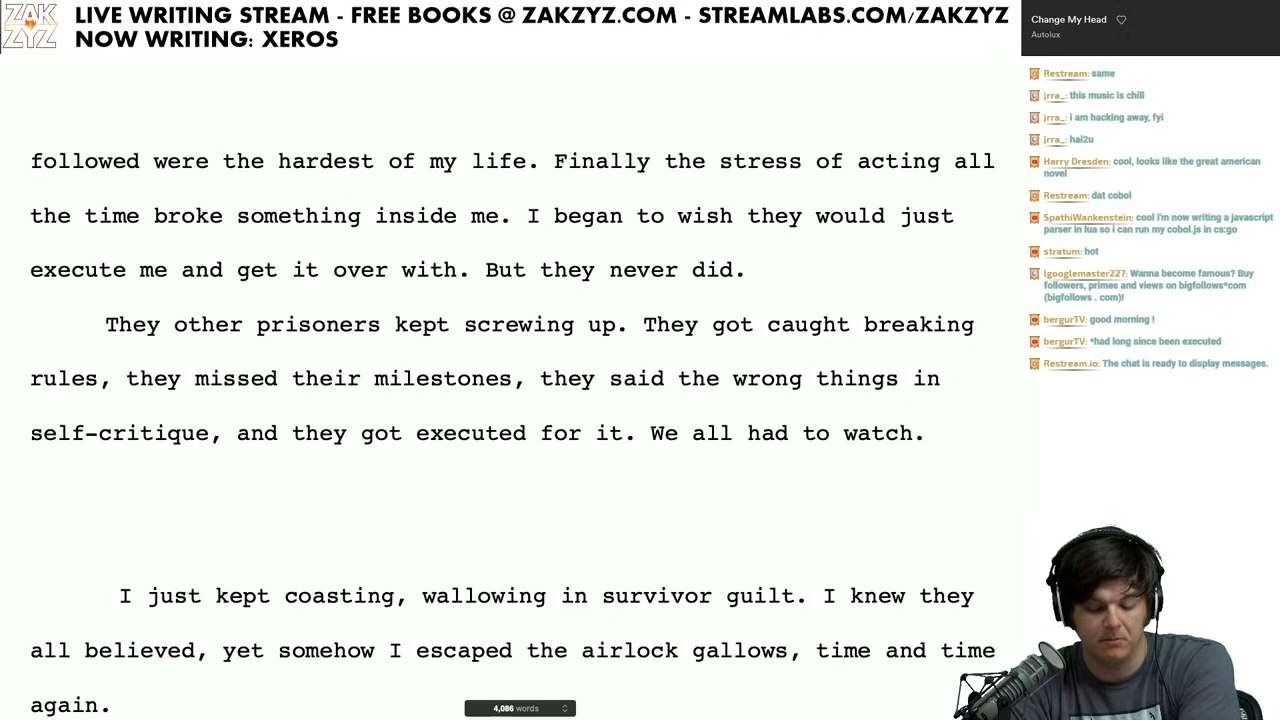 ZAK
ZYZ
LIVE WRITING STREAM - FREE BOOKS @ ZAKZYZ.COM - STREAMLABS.COM/ZAKZYZ
NOW WRITING: XEROS
followed were the hardest of my life. Finally the stress of acting all
the time broke something inside me. I began to wish they would just
execute me and get it over with. But they never did.
They other prisoners kept screwing up. They got caught breaking
rules, they missed their milestones, they said the wrong things in
self-critique, and they got executed for it. We all had to watch.
I just kept coasting, wallowing in survivor guilt. I knew they
all believed, yet somehow I escaped the airlock gallows, time and time
again.
4,086 words
Change My Head
Autolux
Restream: same
jrra_: this music is chill
jrra_: i am hacking away, fyi
jrra_: hai2u
Harry Dresden: cool, looks like the great american
novel
Restream: dat cobol
SpathiWankenstein: cool i'm now writing a javascript
parser in lua so i can run my cobol.js in cs:go
stratum: hot
lgooglemaster227: Wanna become famous? Buy
followers, primes and views on bigfollows*com
(bigfollows . com)!
bergurTV: good morning !
bergurTV: *had long since been executed
Restream.io: The chat is ready to display messages.